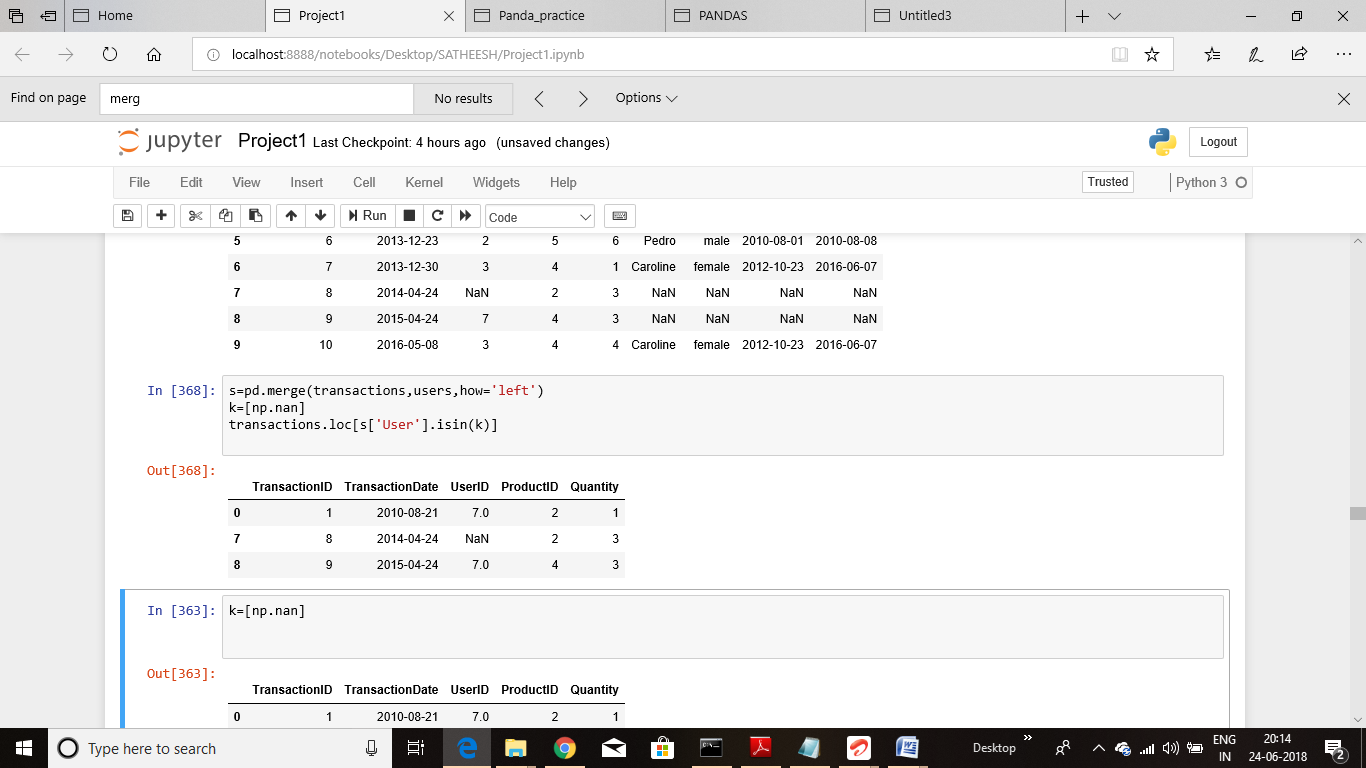 Home Project1 Panda_practice PANDAS Untitled3
localhost:8888/notebooks/Desktop/SATHEESH/Project1.ipynb
Find on page merg No results Options
jupyter Project1 Last Checkpoint: 4 hours ago (unsaved changes) Logout
File Edit View Insert Cell Kernel Widgets Help Trusted Python 3
Run Code
5 6 2013-12-23 2 5 6 Pedro male 2010-08-01 2010-08-08
6 7 2013-12-30 3 4 1 Caroline female 2012-10-23 2016-06-07
7 8 2014-04-24 NaN 2 3 NaN NaN NaN NaN
8 9 2015-04-24 7 4 3 NaN NaN NaN NaN
9 10 2016-05-08 3 4 4 Caroline female 2012-10-23 2016-06-07
In [368]: s=pd.merge(transactions,users,how='left')
k=[np.nan]
transactions.loc[s['User'].isin(k)]
Out[368]:
TransactionID TransactionDate UserID ProductID Quantity
0 1 2010-08-21 7.0 2 1
7 8 2014-04-24 NaN 2 3
8 9 2015-04-24 7.0 4 3
In [363]: k=[np.nan]
Out[363]:
TransactionID TransactionDate UserID ProductID Quantity
0 1 2010-08-21 7.0 2 1
Type here to search Desktop ENG 20:14
IN 24-06-2018 2